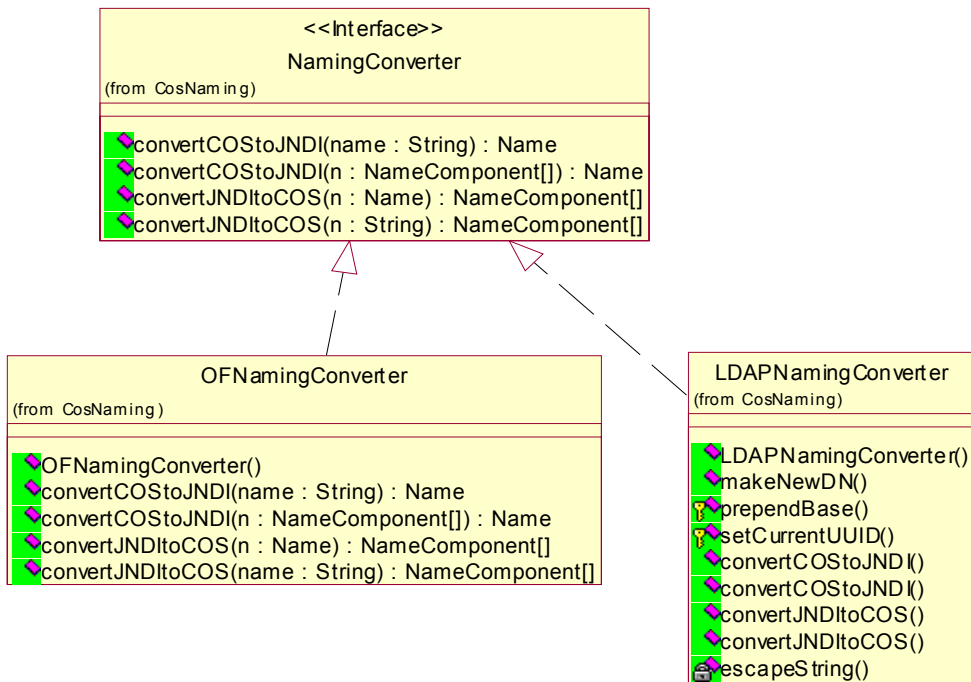 <<Interface>>
NamingConverter
(from CosNaming)
convertCOStoJNDI(name : String) : Name
convertCOStoJNDI(n : NameComponent[]) : Name
convertJNDItoCOS(n : Name) : NameComponent[]
convertJNDItoCOS(n : String) : NameComponent[]
OFNamingConverter
(from CosNaming)
OFNamingConverter()
convertCOStoJNDI(name : String) : Name
convertCOStoJNDI(n : NameComponent[]) : Name
convertJNDItoCOS(n : Name) : NameComponent[]
convertJNDItoCOS(name : String) : NameComponent[]
LDAPNamingConverter
(from CosNaming)
LDAPNamingConverter()
makeNewDN()
prependBase()
setCurrentUUID()
convertCOStoJNDI()
convertCOStoJNDI()
convertJNDItoCOS()
convertJNDItoCOS()
escapeString()